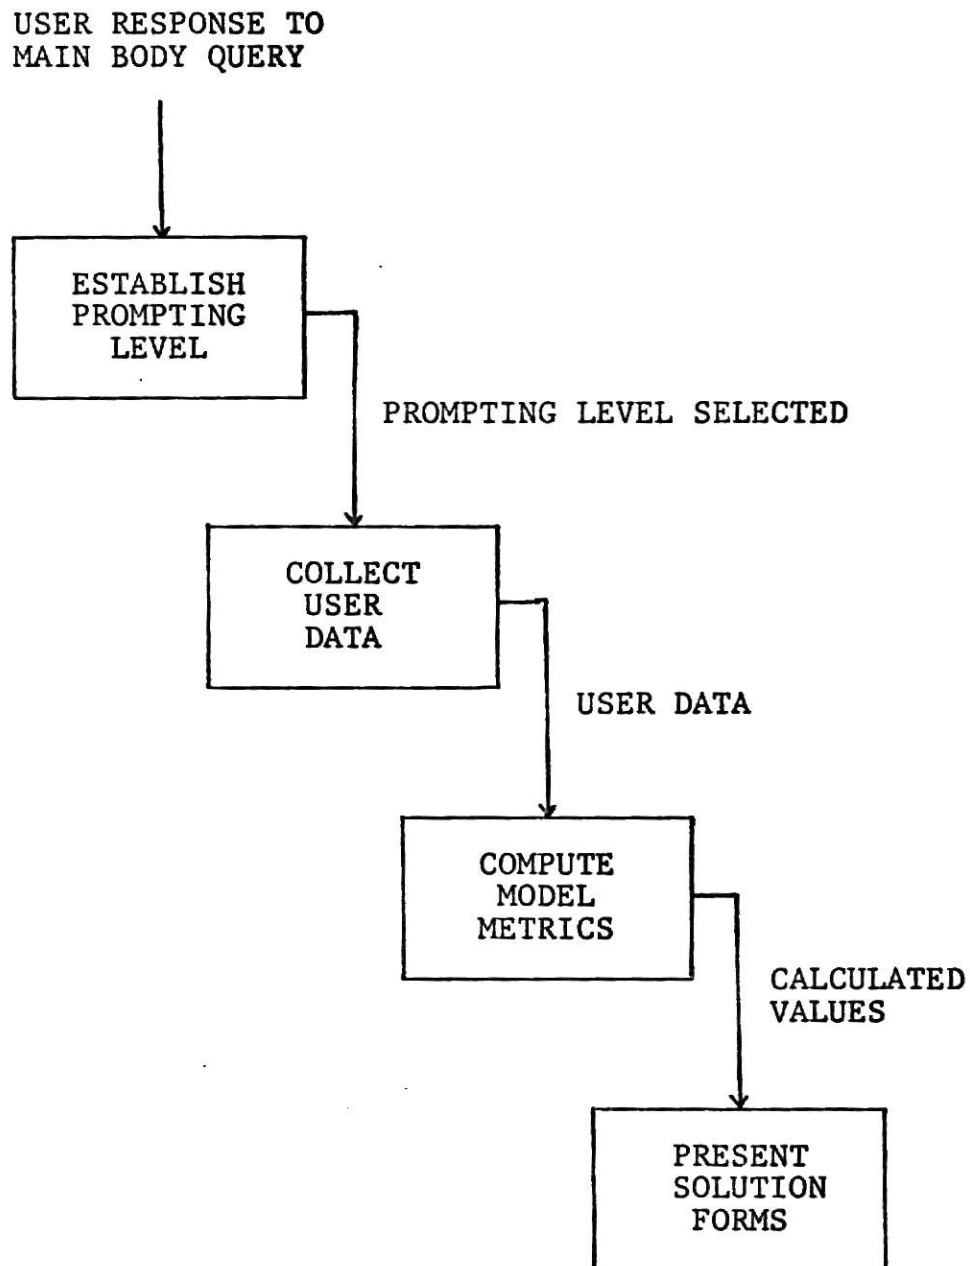 USER RESPONSE TO
MAIN BODY QUERY
ESTABLISH
PROMPTING
LEVEL
PROMPTING LEVEL SELECTED
COLLECT
USER
DATA
USER DATA
COMPUTE
MODEL
METRICS
CALCULATED
VALUES
PRESENT
SOLUTION
FORMS